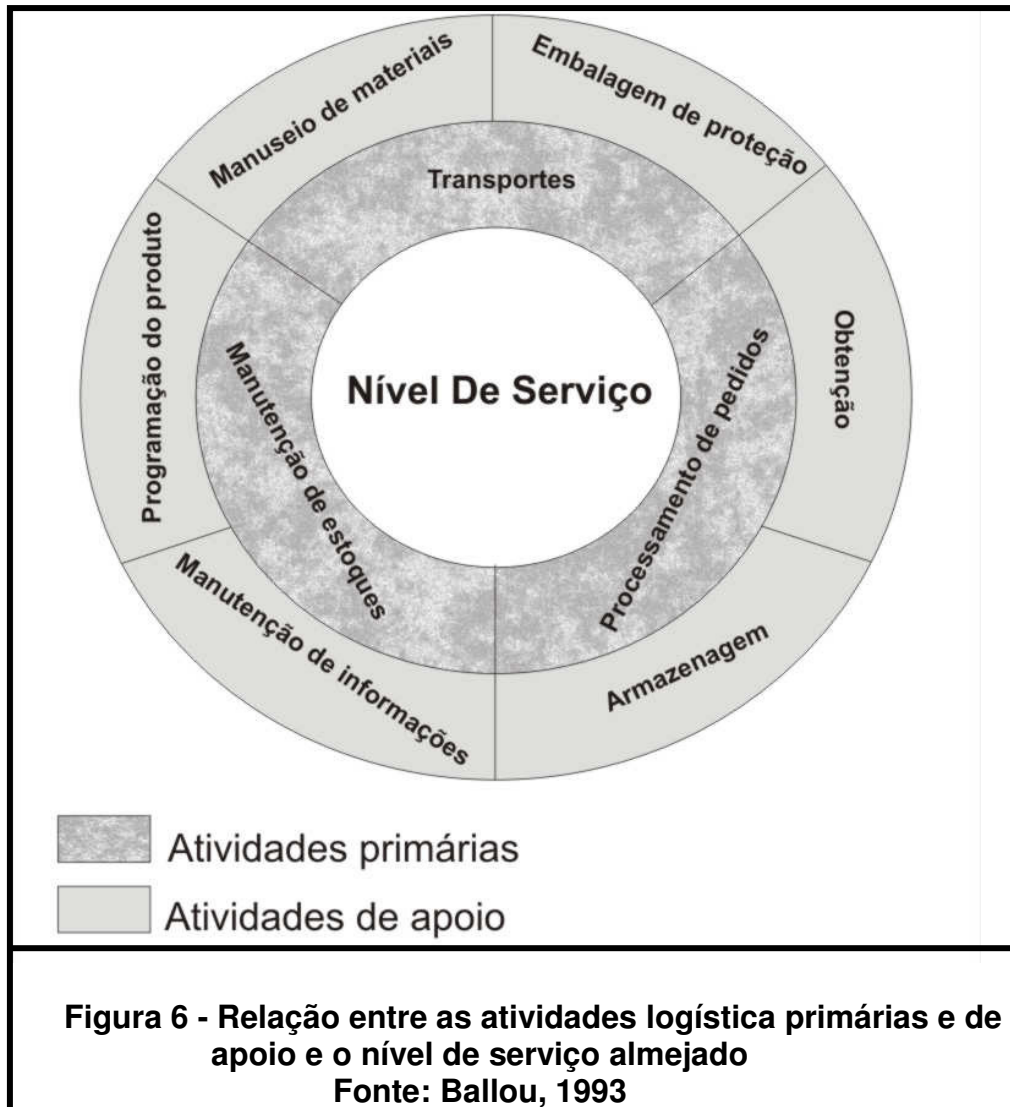 Manuseio de materiais
Embalagem de proteção
Transportes
Programação do produto
Manutenção de estoques
Nível De Serviço
Processamento de pedidos
Obtenção
Manutenção de informações
Armazenagem
Atividades primárias
Atividades de apoio
Figura 6 - Relação entre as atividades logística primárias e de
apoio e o nível de serviço almejado
Fonte: Ballou, 1993